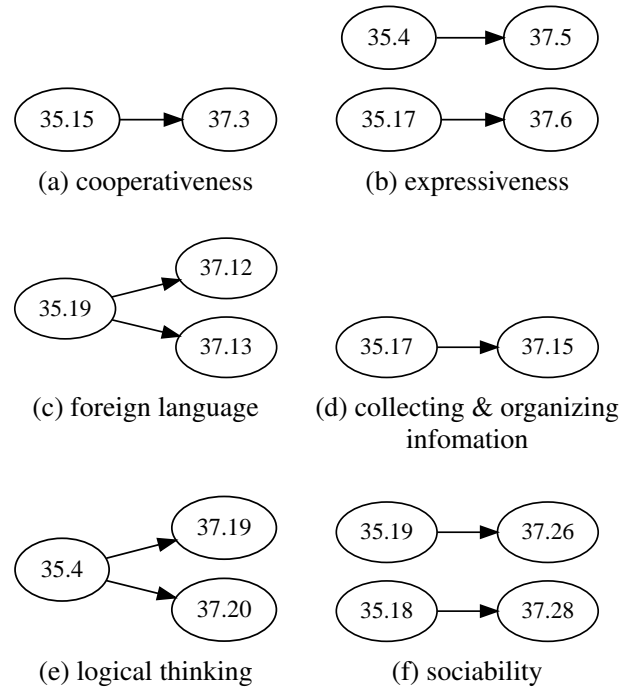 35.4 37.5
35.15 37.3 35.17 37.6
(a) cooperativeness (b) expressiveness
37.12
35.19
37.13 35.17 37.15
(c) foreign language (d) collecting & organizing
infomation
37.19 35.19 37.26
35.4
37.20 35.18 37.28
(e) logical thinking (f) sociability